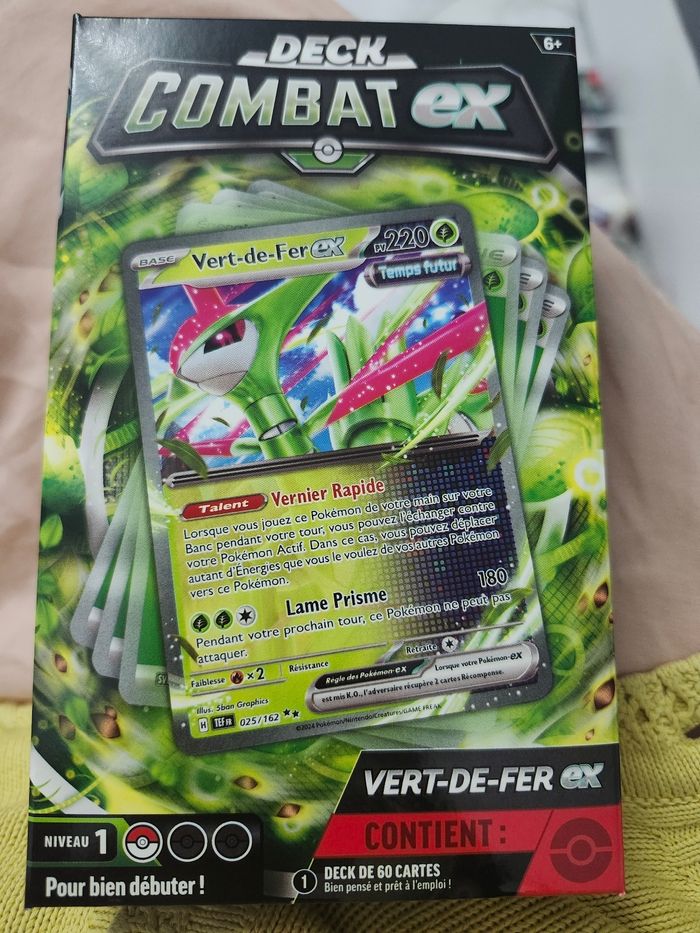 DECK
COMBAT ex
6+
BASE Vert-de-Fer ex PV 220
Temps futur
Talent Vernier Rapide
Lorsque vous jouez ce Pokémon de votre main sur votre
Banc pendant votre tour, vous pouvez l'échanger contre
votre Pokémon Actif. Dans ce cas, vous pouvez déplacer
autant d'Énergies que vous le voulez de vos autres Pokémon
vers ce Pokémon.
Lame Prisme 180
Pendant votre prochain tour, ce Pokémon ne peut pas
attaquer.
Faiblesse ×2 Résistance Retraite
Règle des Pokémon-ex Lorsque votre Pokémon-ex
est mis K.O., l'adversaire récupère 2 cartes Récompense.
Illus. 5ban Graphics
H TEF FR 025/162 ★★ ©2024 Pokémon/Nintendo/Creatures/GAME FREAK
VERT-DE-FER ex
CONTIENT :
NIVEAU 1
Pour bien débuter !
1 DECK DE 60 CARTES
Bien pensé et prêt à l'emploi !